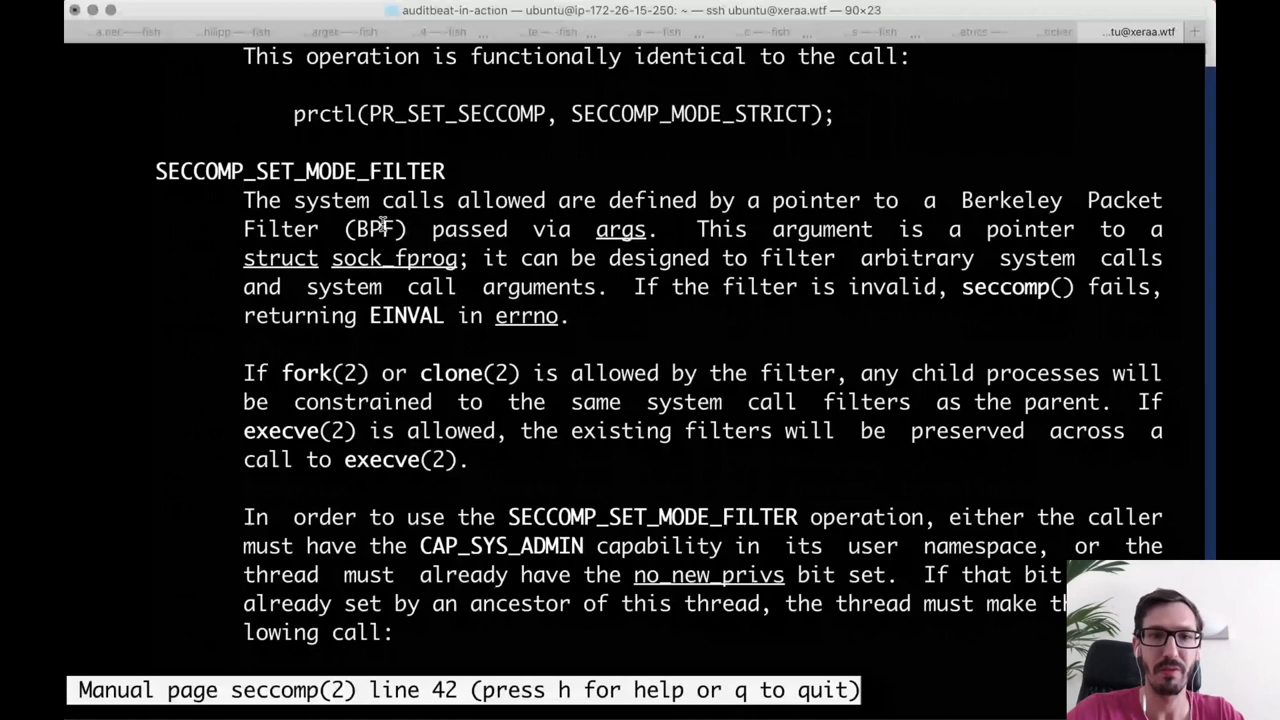 auditbeat-in-action — ubuntu@ip-172-26-15-250: ~ — ssh ubuntu@xeraa.wtf — 90×23
...tu@xeraa.wtf
This operation is functionally identical to the call:
prctl(PR_SET_SECCOMP, SECCOMP_MODE_STRICT);
SECCOMP_SET_MODE_FILTER
The system calls allowed are defined by a pointer to a Berkeley Packet
Filter (BPF) passed via args. This argument is a pointer to a
struct sock_fprog; it can be designed to filter arbitrary system calls
and system call arguments. If the filter is invalid, seccomp() fails,
returning EINVAL in errno.
If fork(2) or clone(2) is allowed by the filter, any child processes will
be constrained to the same system call filters as the parent. If
execve(2) is allowed, the existing filters will be preserved across a
call to execve(2).
In order to use the SECCOMP_SET_MODE_FILTER operation, either the caller
must have the CAP_SYS_ADMIN capability in its user namespace, or the
thread must already have the no_new_privs bit set. If that bit
already set by an ancestor of this thread, the thread must make
lowing call:
Manual page seccomp(2) line 42 (press h for help or q to quit)